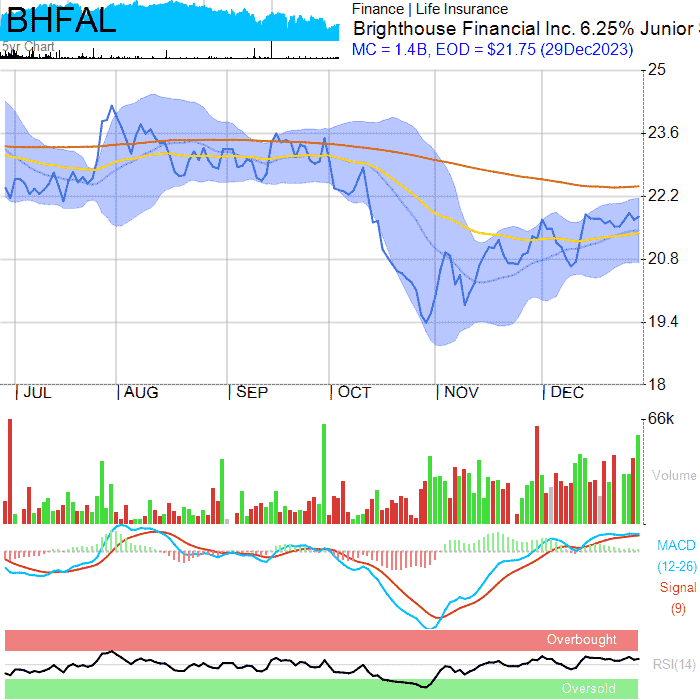 BHFAL
5yr Chart
Finance | Life Insurance
Brighthouse Financial Inc. 6.25% Junior
MC = 1.4B, EOD = $21.75 (29Dec2023)
25
23.6
22.2
20.8
19.4
18
JUL AUG SEP OCT NOV DEC
66k
Volume
MACD
(12-26)
Signal
(9)
Overbought
RSI(14)
Oversold